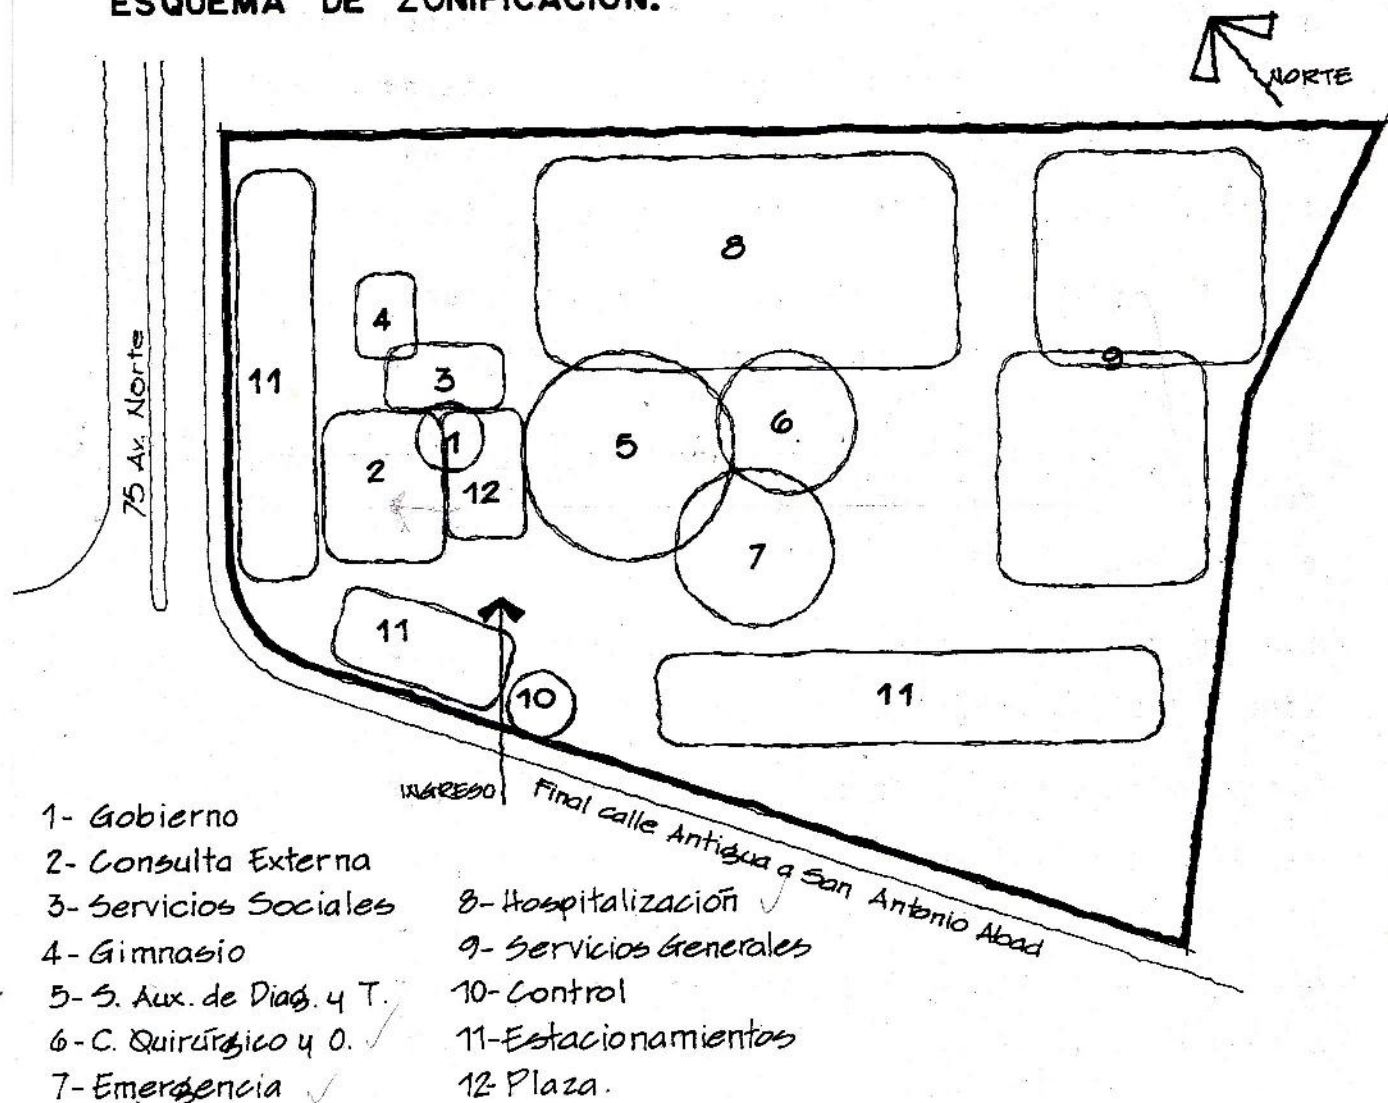 ESQUEMA DE ZONIFICACION.
NORTE
8
4
11
3
9
1
6
5
2
12
75 Av. Norte
7
11
10
11
INGRESO
Final calle Antigua a San Antonio Abad
1- Gobierno
2- Consulta Externa
3- Servicios Sociales
4- Gimnasio
5- S. Aux. de Diag. y T.
6- C. Quirúrgico y O.
7- Emergencia
8- Hospitalización
9- Servicios Generales
10- Control
11- Estacionamientos
12- Plaza.